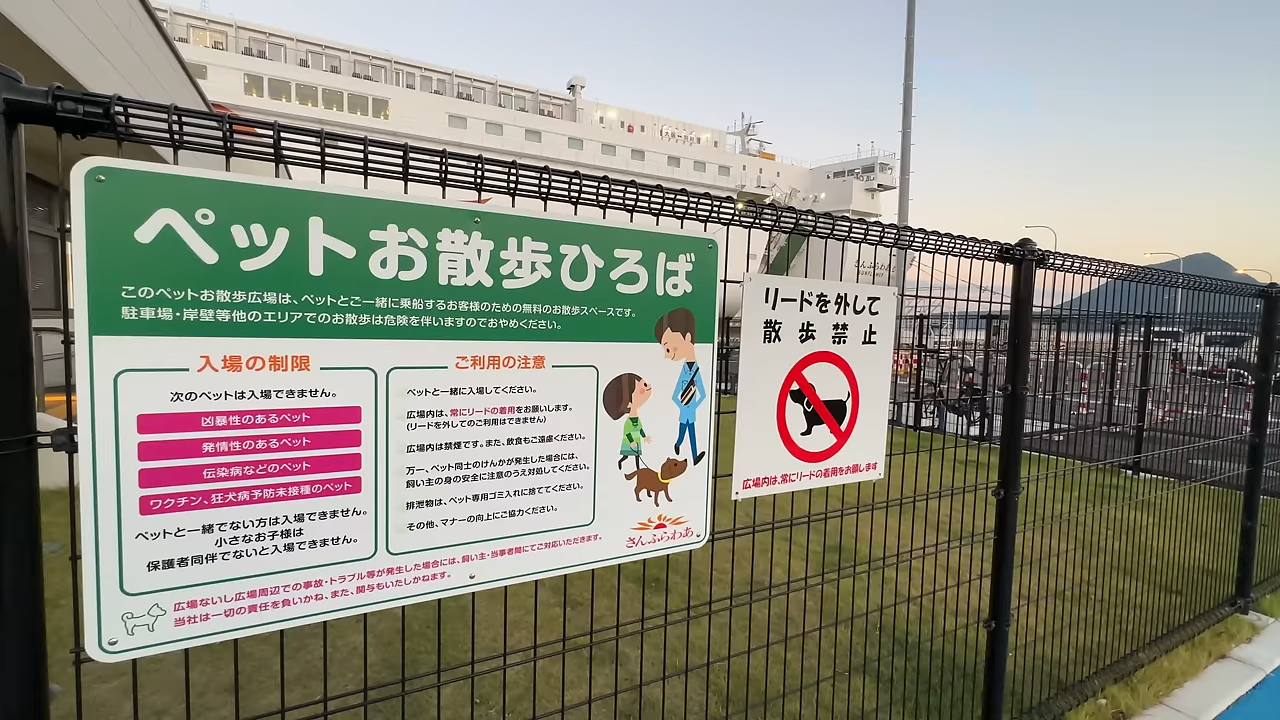 ペットお散歩ひろば
このペットお散歩広場は、ペットとご一緒に乗船するお客様のための無料のお散歩スペースです。
駐車場・岸壁等他のエリアでのお散歩は危険を伴いますのでおやめください。
入場の制限
次のペットは入場できません。
凶暴性のあるペット
発情性のあるペット
伝染病などのペット
ワクチン、狂犬病予防未接種のペット
ペットと一緒でない方は入場できません。
小さなお子様は
保護者同伴でないと入場できません。
ご利用の注意
ペットと一緒に入場してください。
広場内は、常にリードの着用をお願いします。
(リードを外してのご利用はできません)
広場内は禁煙です。また、飲食もご遠慮ください。
万一、ペット同士のけんかが発生した場合には、
飼い主の身の安全に注意のうえ対処してください。
排泄物は、ペット専用ゴミ入れに捨ててください。
その他、マナーの向上にご協力ください。
さんふらわあ
広場ないし広場周辺での事故・トラブル等が発生した場合には、飼い主・当事者間にてご対応いただきます。
当社は一切の責任を負いかね、また、関与もいたしかねます。
リードを外して
散歩禁止
広場内は、常にリードの着用をお願します
さんふらわあ